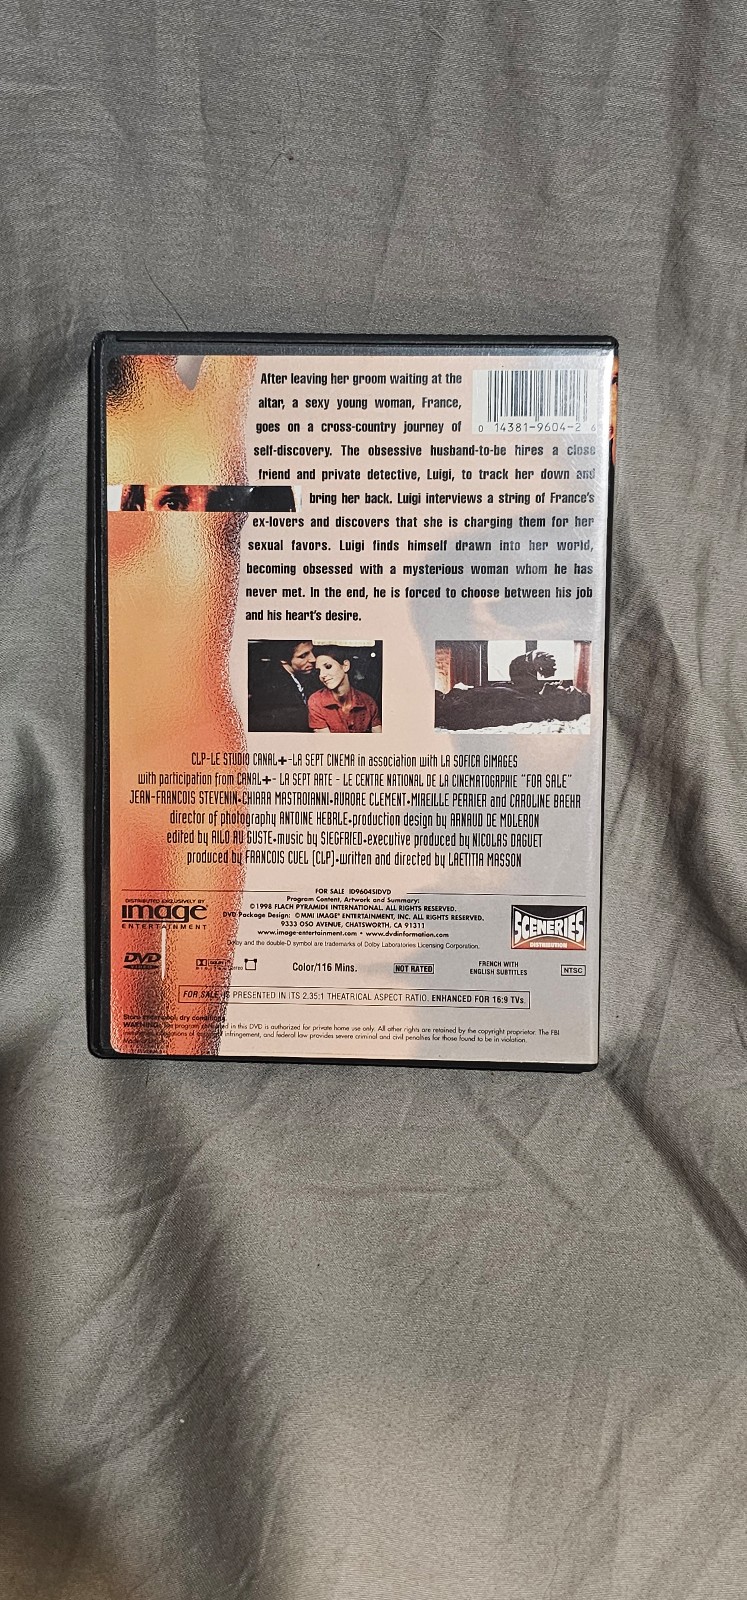 After leaving her groom waiting at the
altar, a sexy young woman, France,
goes on a cross-country journey of
self-discovery. The obsessive husband-to-be hires a close
friend and private detective, Luigi, to track her down and
bring her back. Luigi interviews a string of France's
ex-lovers and discovers that she is charging them for her
sexual favors. Luigi finds himself drawn into her world,
becoming obsessed with a mysterious woman whom he has
never met. In the end, he is forced to choose between his job
and his heart's desire.
0 14381-9604-2 6
CLP-LE STUDIO CANAL+-LA SEPT CINEMA in association with LA SOFICA GIMAGES
with participation from CANAL+- LA SEPT ARTE - LE CENTRE NATIONAL DE LA CINEMATOGRAPHIE "FOR SALE"
JEAN-FRANCOIS STEVENIN•CHIARA MASTROIANNI•AURORE CLEMENT•MIREILLE PERRIER and CAROLINE BAEHR
director of photography ANTOINE HEBRLE•production design by ARNAUD DE MOLERON
edited by AILO AU GUSTE•music by SIEGFRIED•executive produced by NICOLAS DAGUET
produced by FRANCOIS CUEL (CLP)•written and directed by LAETITIA MASSON
FOR SALE ID9604SIDVD
Program Content, Artwork and Summary:
©1998 FLACH PYRAMIDE INTERNATIONAL. ALL RIGHTS RESERVED.
DVD Package Design: ©MMI IMAGE® ENTERTAINMENT, INC. ALL RIGHTS RESERVED.
9333 OSO AVENUE, CHATSWORTH, CA 91311
www.image-entertainment.com • www.dvdinformation.com
Dolby and the double-D symbol are trademarks of Dolby Laboratories Licensing Corporation.
DISTRIBUTED EXCLUSIVELY BY
image
ENTERTAINMENT
SCENERIES
DISTRIBUTION
DVD
VIDEO
Color/116 Mins.
NOT RATED
FRENCH WITH
ENGLISH SUBTITLES
NTSC
FOR SALE IS PRESENTED IN ITS 2.35:1 THEATRICAL ASPECT RATIO. ENHANCED FOR 16:9 TVs.
Store in cool, dry conditions.
WARNING: The program contained in this DVD is authorized for private home use only. All other rights are retained by the copyright proprietor. The FBI
infringement, and federal law provides severe criminal and civil penalties for those found to be in violation.